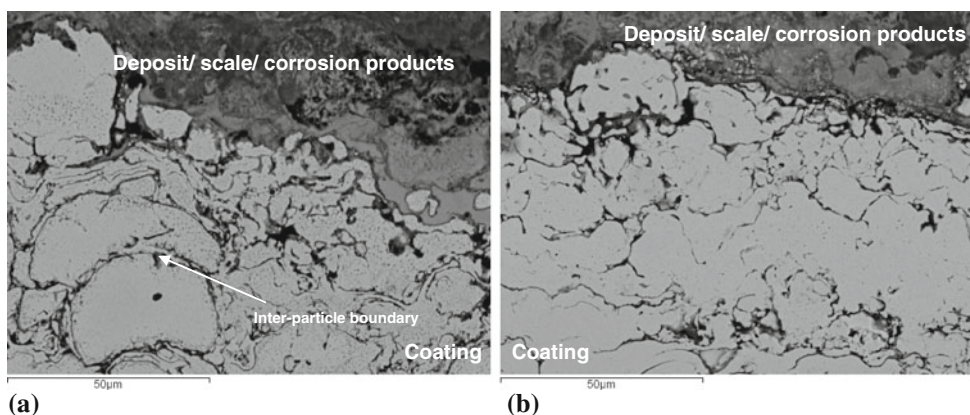 Deposit/ scale/ corrosion products
Inter-particle boundary
Coating
50µm
(a)
Deposit/ scale/ corrosion products
Coating
50µm
(b)